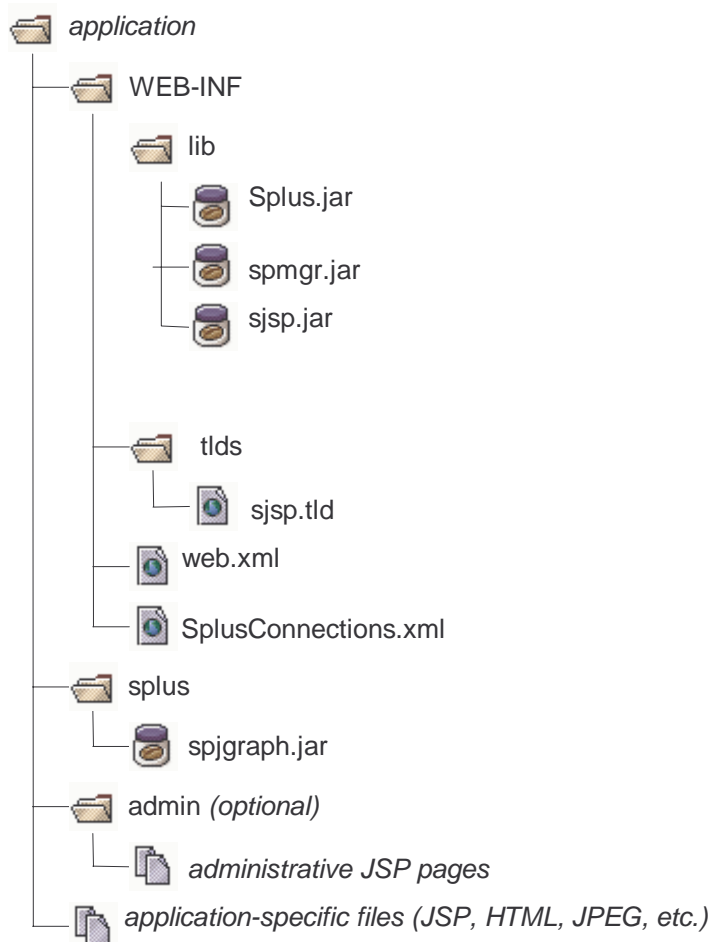 application
WEB-INF
lib
Splus.jar
spmgr.jar
sjsp.jar
tlds
sjsp.tld
web.xml
SplusConnections.xml
splus
spjgraph.jar
admin (optional)
administrative JSP pages
application-specific files (JSP, HTML, JPEG, etc.)